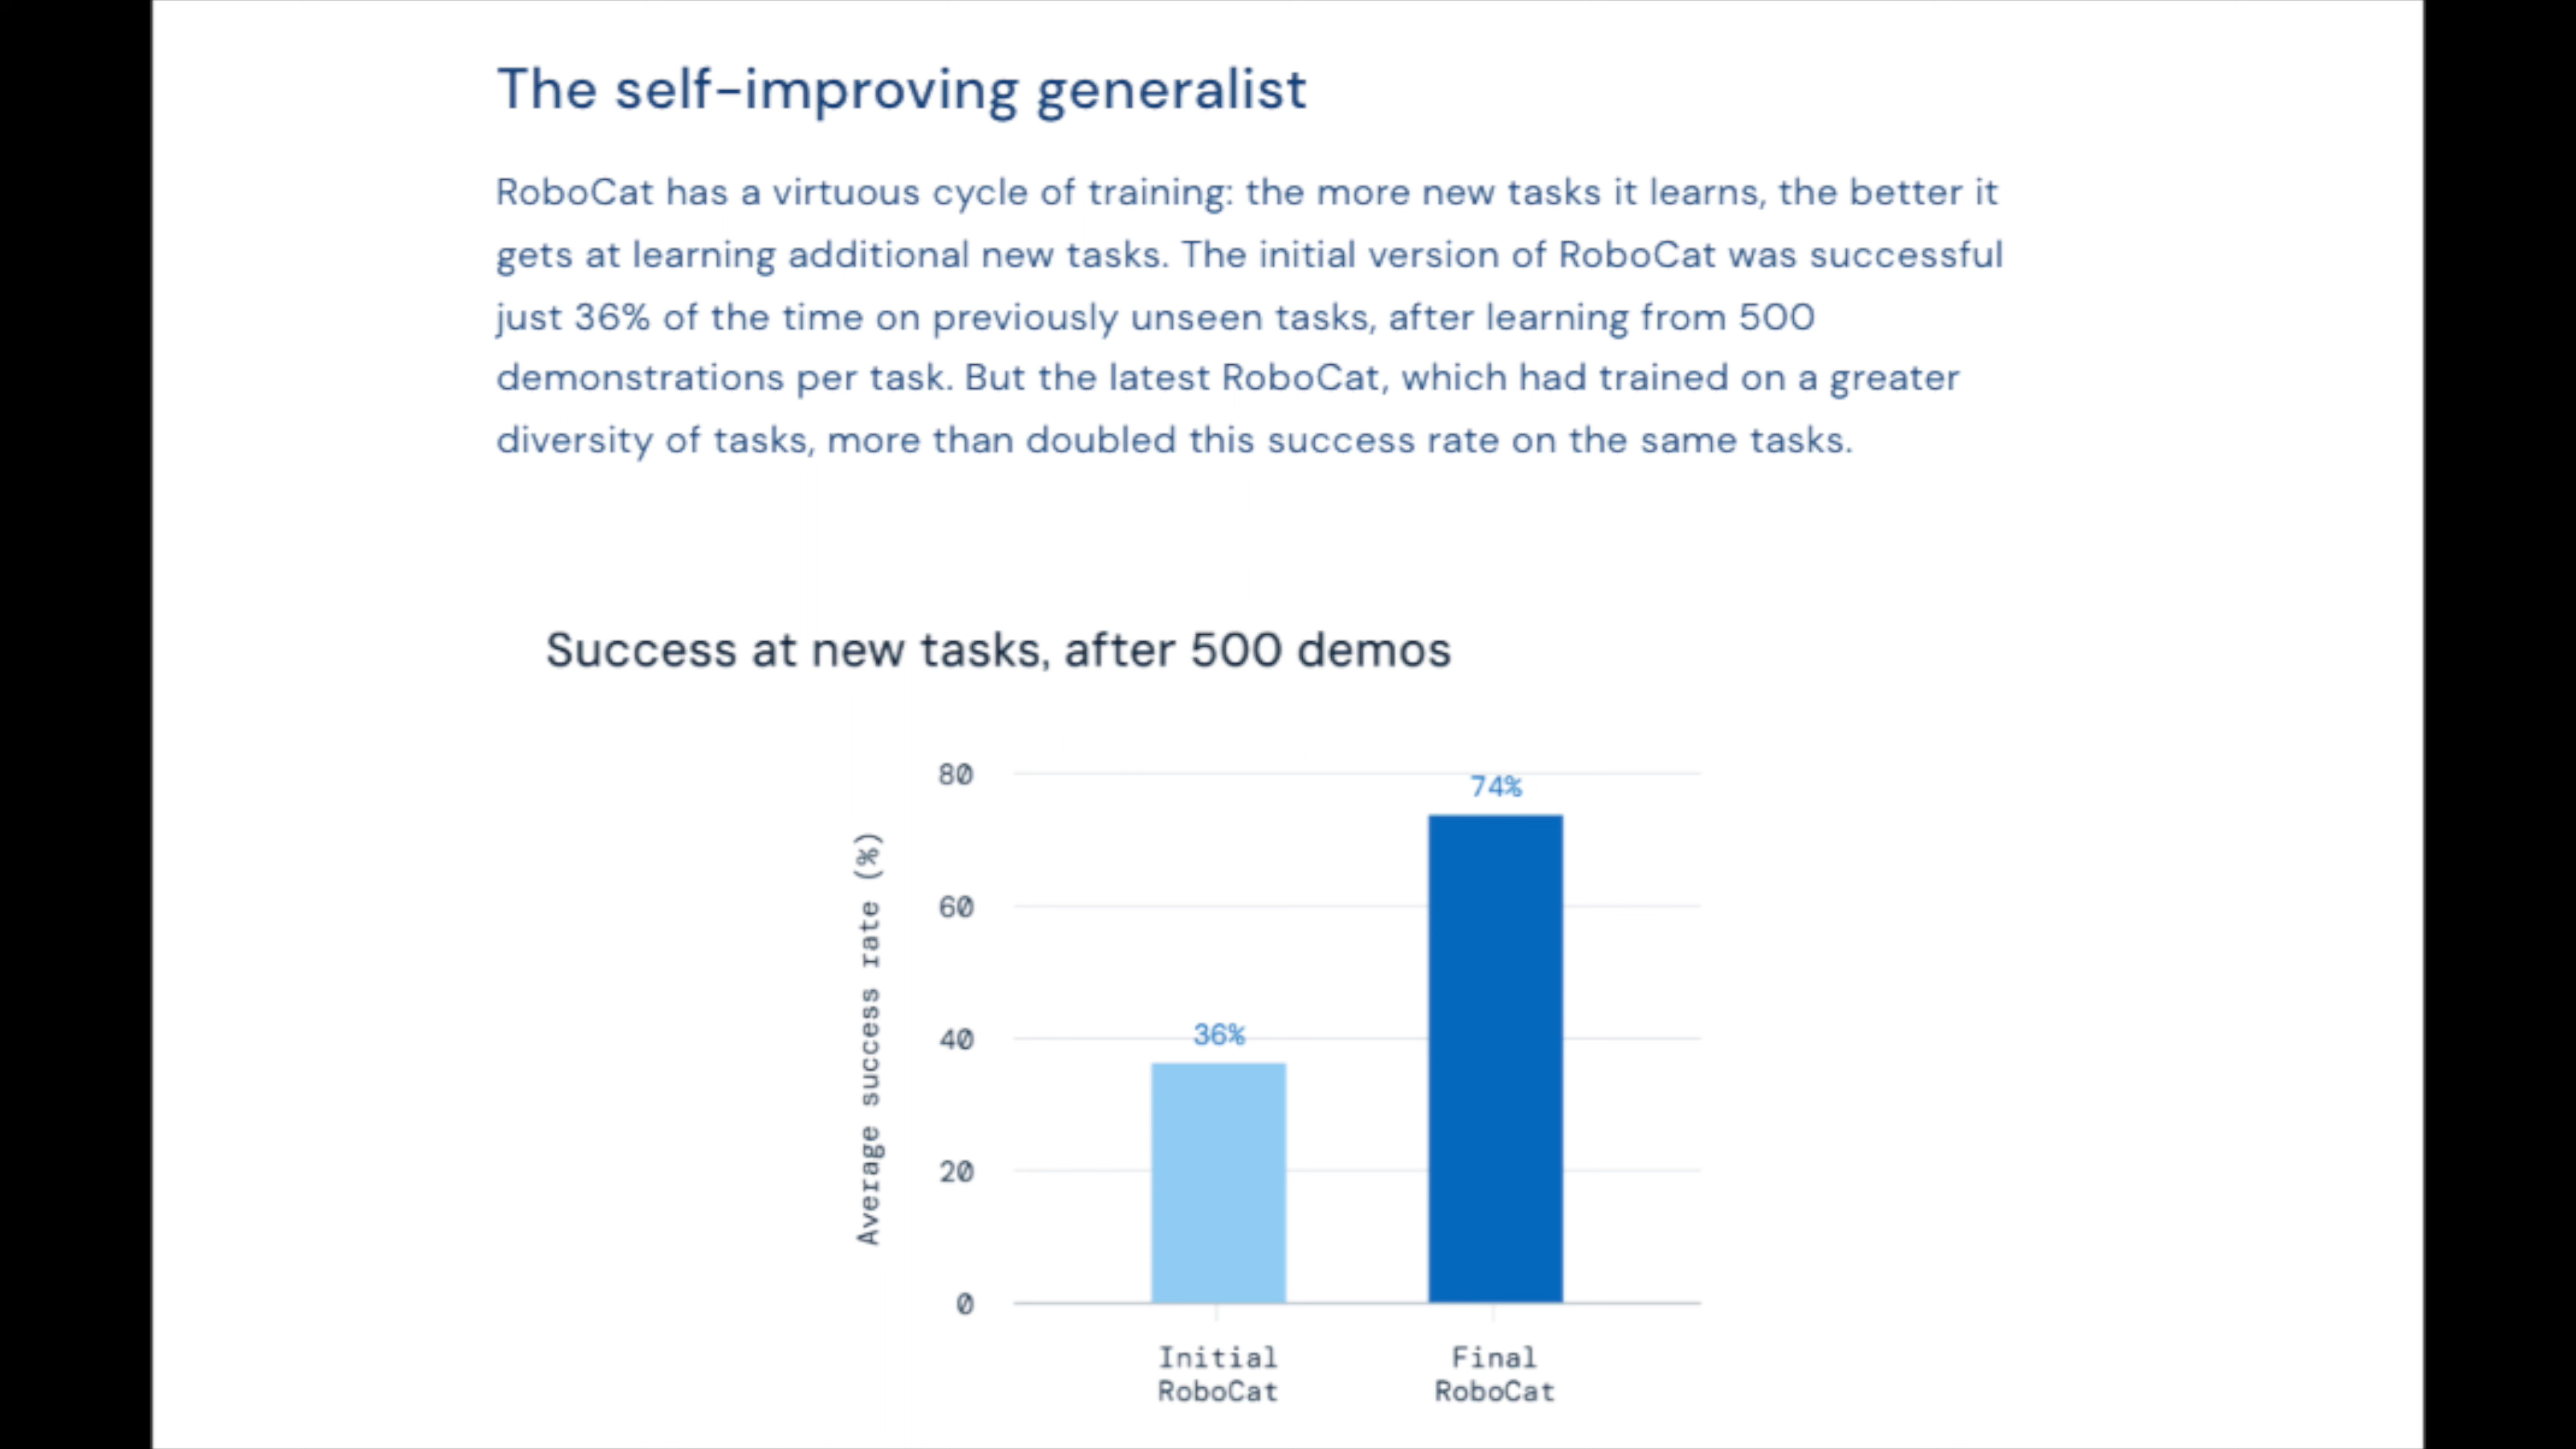 The self-improving generalist
RoboCat has a virtuous cycle of training: the more new tasks it learns, the better it
gets at learning additional new tasks. The initial version of RoboCat was successful
just 36% of the time on previously unseen tasks, after learning from 500
demonstrations per task. But the latest RoboCat, which had trained on a greater
diversity of tasks, more than doubled this success rate on the same tasks.
Success at new tasks, after 500 demos
Average success rate (%)
80
60
40
20
0
36%
74%
Initial
RoboCat
Final
RoboCat